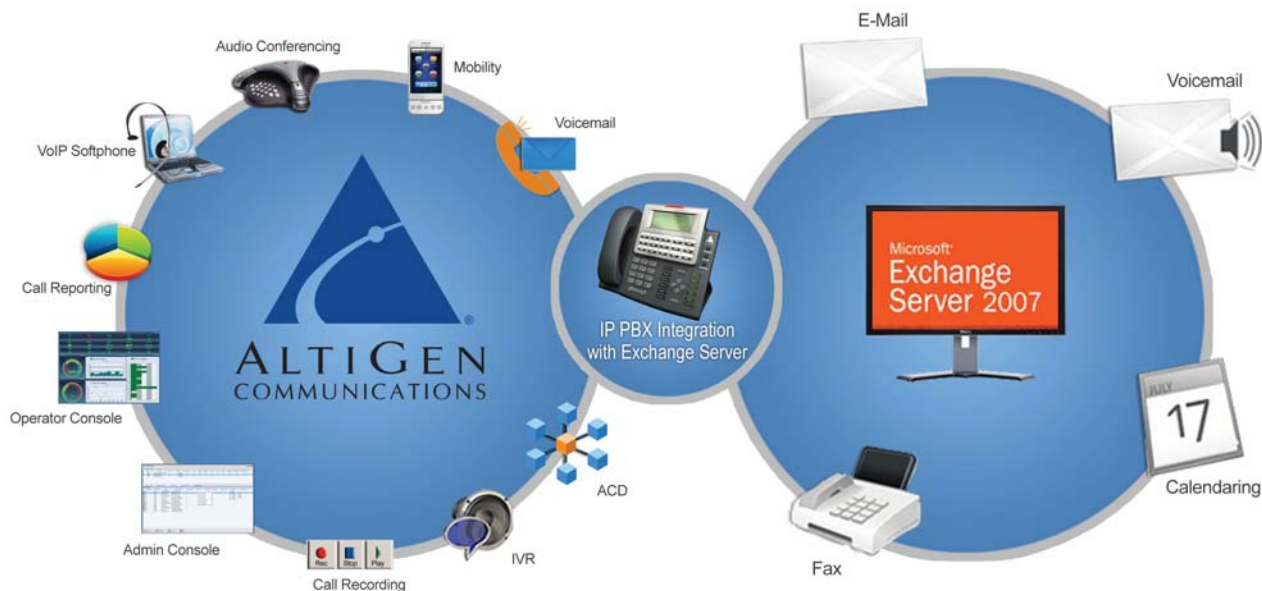 Audio Conferencing
Mobility
Voicemail
VoIP Softphone
Call Reporting
Operator Console
Admin Console
Rec
Stop
Play
Call Recording
IVR
ACD
ALTIGEN
®
COMMUNICATIONS
IP PBX Integration
with Exchange Server
E-Mail
Voicemail
Microsoft®
Exchange
Server 2007
DELL
JULY
17
Calendaring
Fax